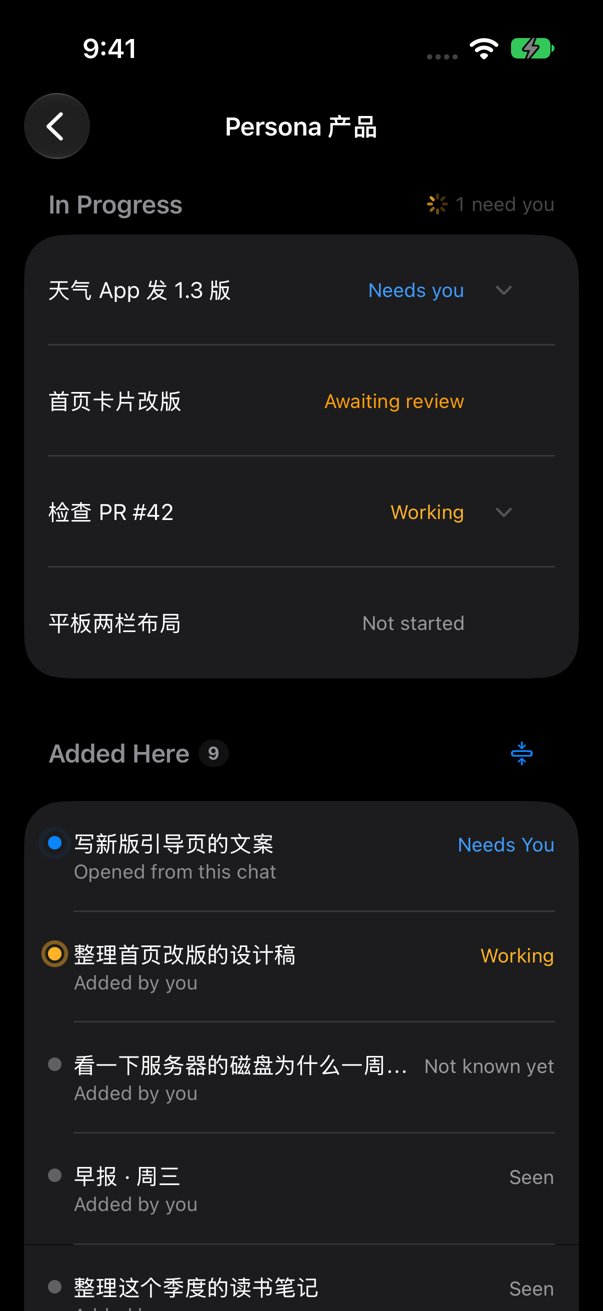 9:41
Persona 产品
In Progress
1 need you
天气 App 发 1.3 版
Needs you
首页卡片改版
Awaiting review
检查 PR #42
Working
平板两栏布局
Not started
Added Here 9
写新版引导页的文案
Needs You
Opened from this chat
整理首页改版的设计稿
Working
Added by you
看一下服务器的磁盘为什么一周…
Not known yet
Added by you
早报 · 周三
Seen
Added by you
整理这个季度的读书笔记
Seen